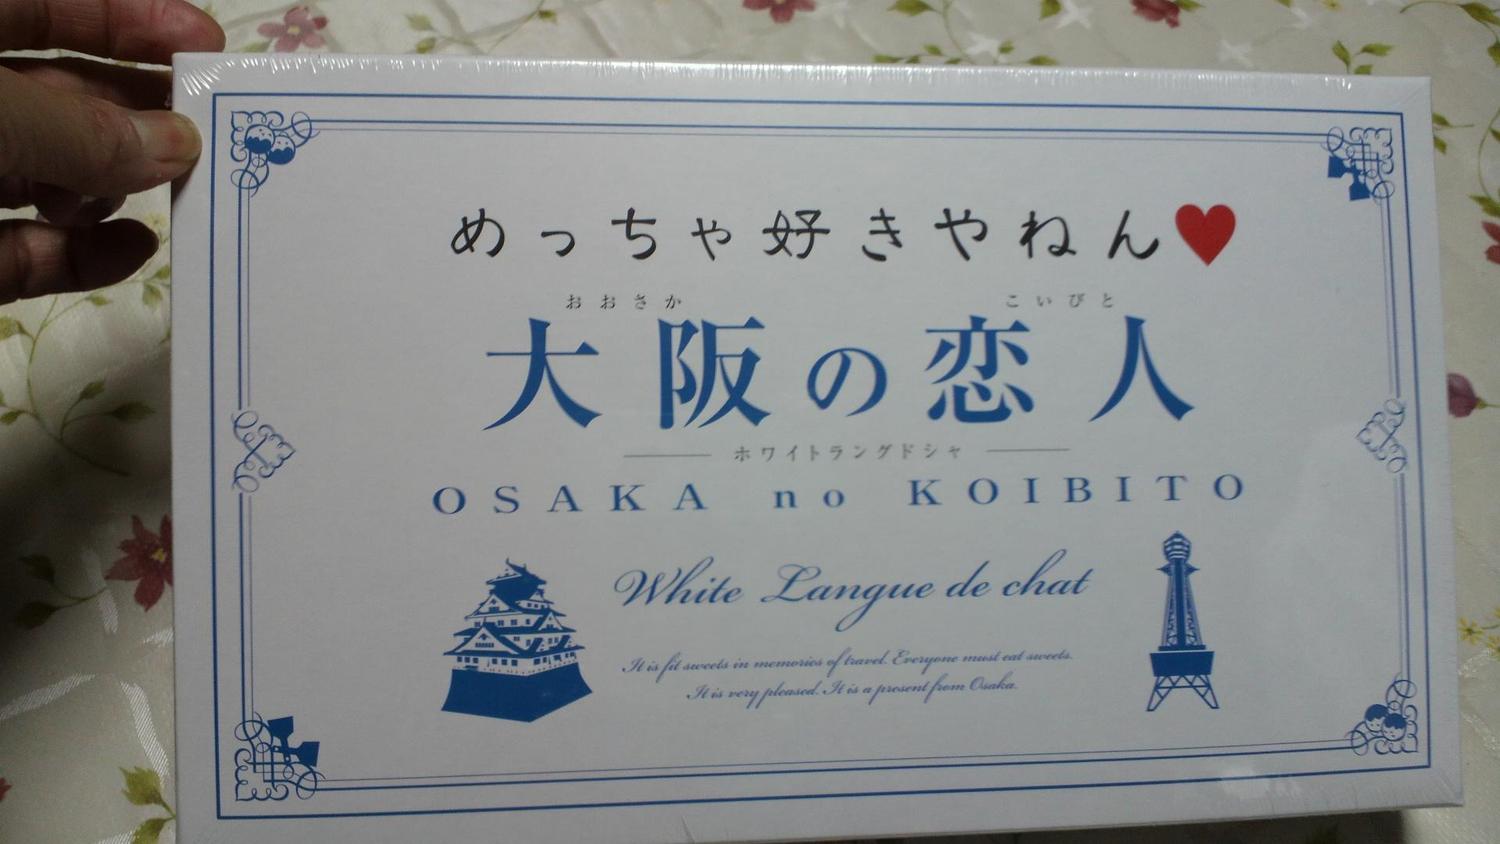 めっちゃ好きやねん♥
おおさか こいびと
大阪の恋人
ホワイトラングドシャ
OSAKA no KOIBITO
White Langue de chat
It is fit sweets in memories of travel. Everyone must eat sweets.
It is very pleased. It is a present from Osaka.